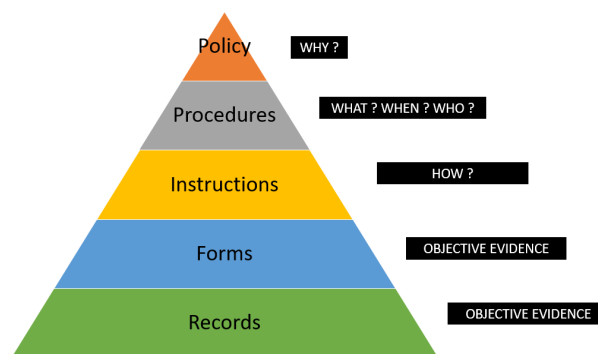 Policy
WHY ?
Procedures
WHAT ? WHEN ? WHO ?
Instructions
HOW ?
Forms
OBJECTIVE EVIDENCE
Records
OBJECTIVE EVIDENCE